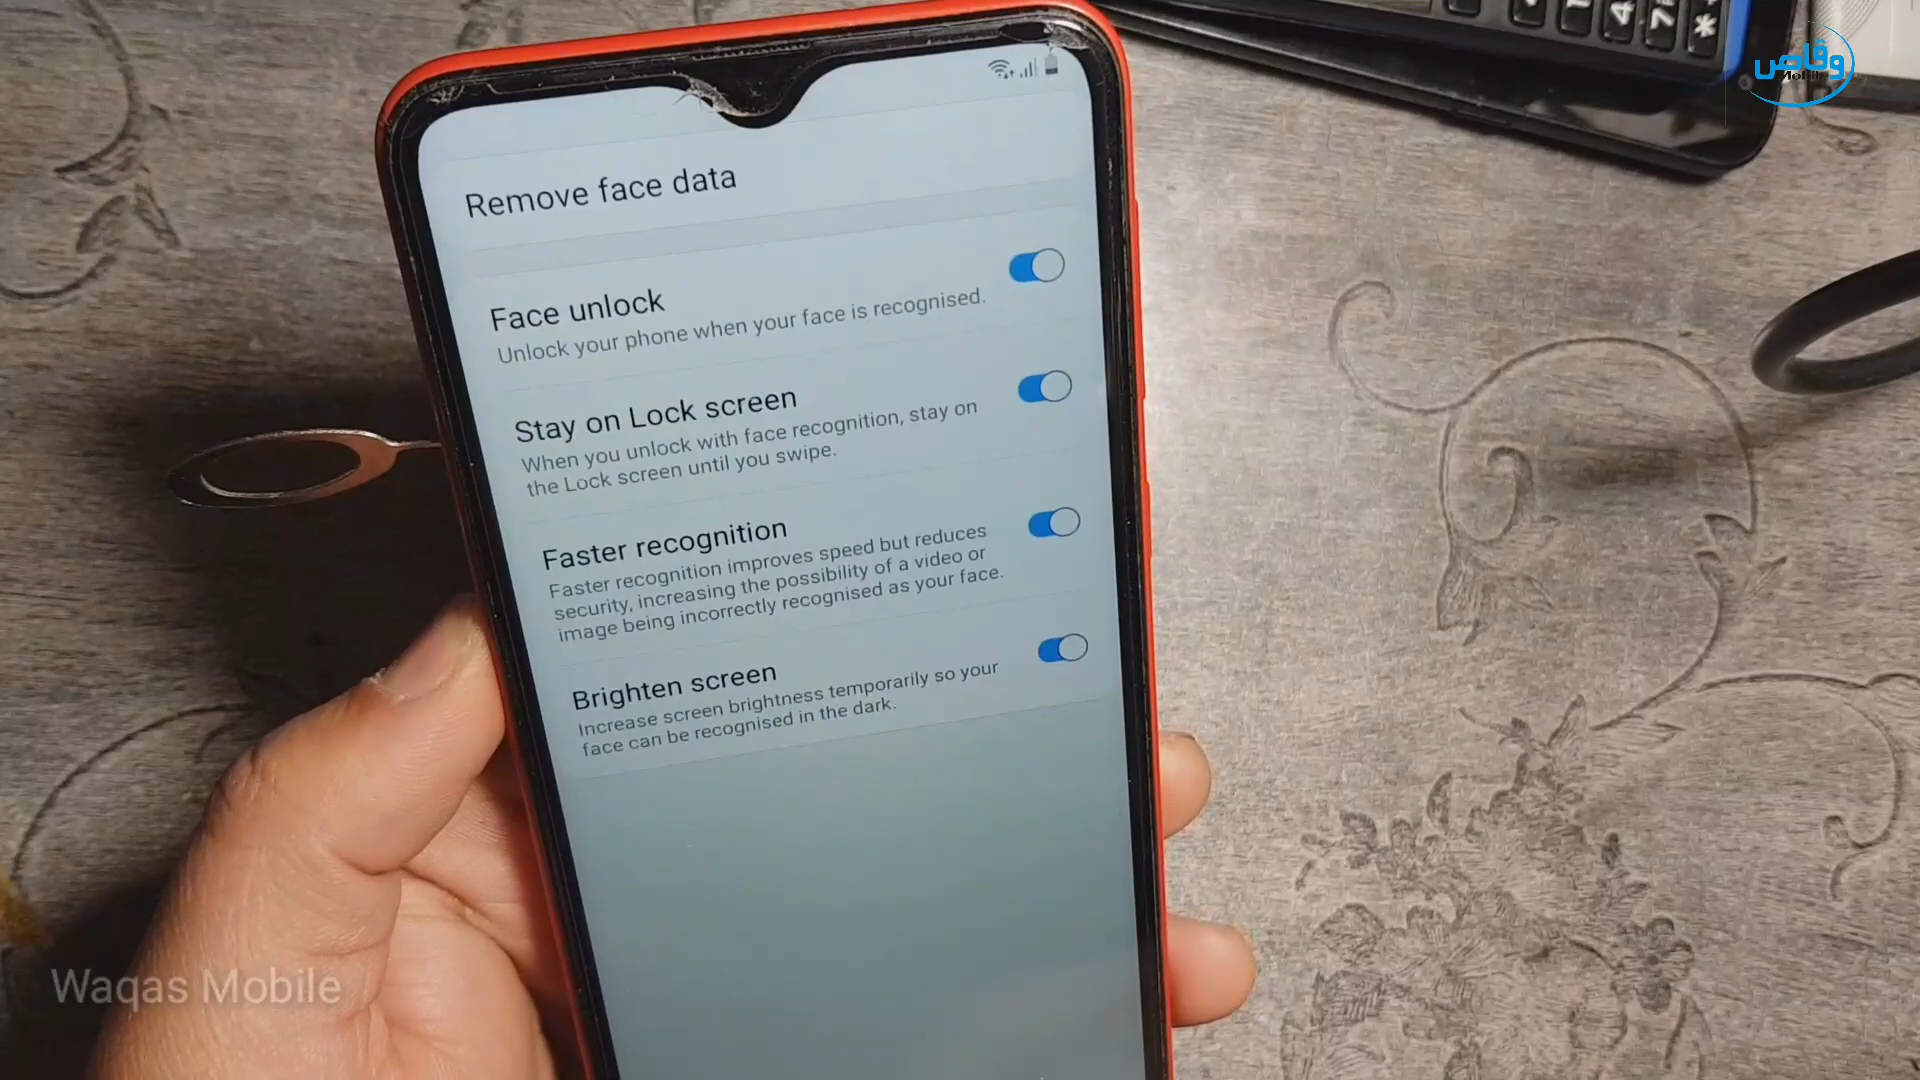 وقاص
Mobile
4
7
*
Remove face data
Face unlock
Unlock your phone when your face is recognised.
Stay on Lock screen
When you unlock with face recognition, stay on
the Lock screen until you swipe.
Faster recognition
Faster recognition improves speed but reduces
security, increasing the possibility of a video or
image being incorrectly recognised as your face.
Brighten screen
Increase screen brightness temporarily so your
face can be recognised in the dark.
Waqas Mobile